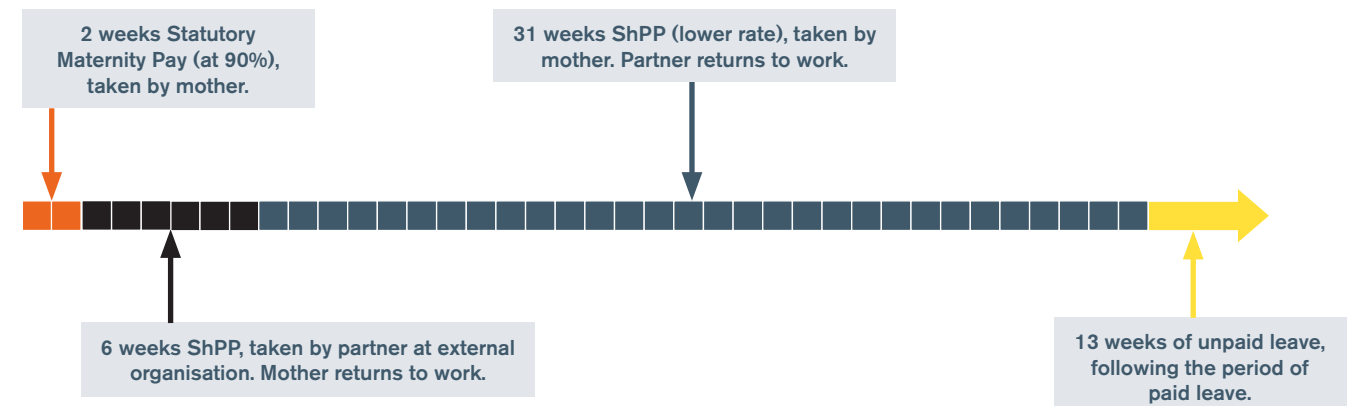 2 weeks Statutory
Maternity Pay (at 90%),
taken by mother.
31 weeks ShPP (lower rate), taken by
mother. Partner returns to work.
6 weeks ShPP, taken by partner at external
organisation. Mother returns to work.
13 weeks of unpaid leave,
following the period of
paid leave.